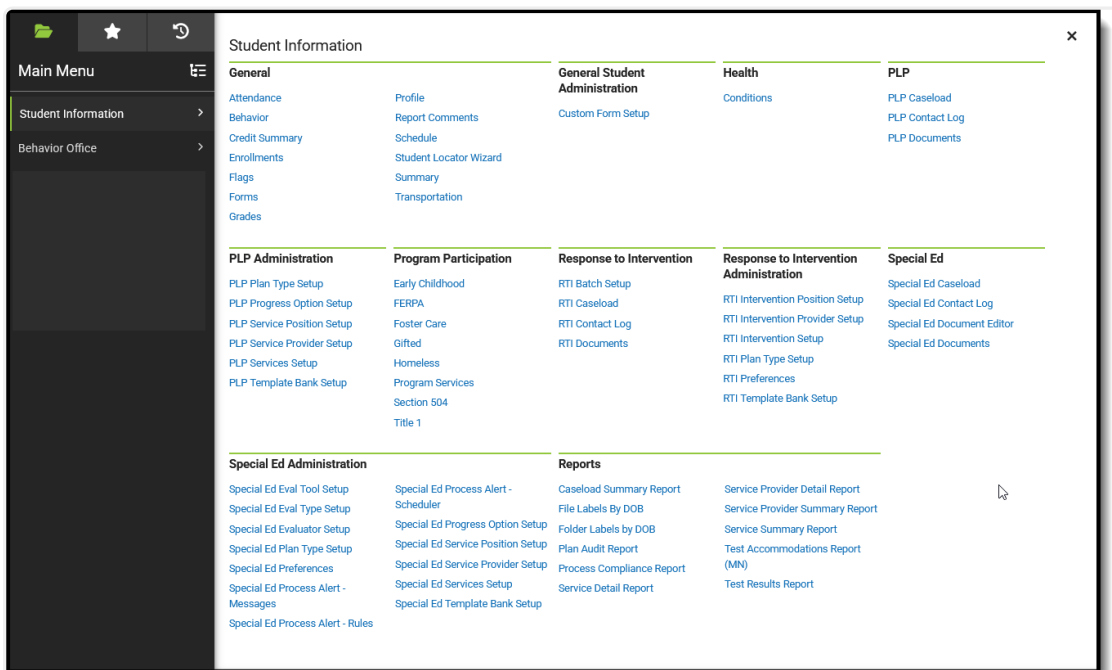 Main Menu
Student Information
Behavior Office
Student Information
General
Attendance
Behavior
Credit Summary
Enrollments
Flags
Forms
Grades
Profile
Report Comments
Schedule
Student Locator Wizard
Summary
Transportation
General Student
Administration
Custom Form Setup
Health
Conditions
PLP
PLP Caseload
PLP Contact Log
PLP Documents
PLP Administration
PLP Plan Type Setup
PLP Progress Option Setup
PLP Service Position Setup
PLP Service Provider Setup
PLP Services Setup
PLP Template Bank Setup
Program Participation
Early Childhood
FERPA
Foster Care
Gifted
Homeless
Program Services
Section 504
Title 1
Response to Intervention
RTI Batch Setup
RTI Caseload
RTI Contact Log
RTI Documents
Response to Intervention
Administration
RTI Intervention Position Setup
RTI Intervention Provider Setup
RTI Intervention Setup
RTI Plan Type Setup
RTI Preferences
RTI Template Bank Setup
Special Ed
Special Ed Caseload
Special Ed Contact Log
Special Ed Document Editor
Special Ed Documents
Special Ed Administration
Special Ed Eval Tool Setup
Special Ed Eval Type Setup
Special Ed Evaluator Setup
Special Ed Plan Type Setup
Special Ed Preferences
Special Ed Process Alert -
Messages
Special Ed Process Alert - Rules
Special Ed Process Alert -
Scheduler
Special Ed Progress Option Setup
Special Ed Service Position Setup
Special Ed Service Provider Setup
Special Ed Services Setup
Special Ed Template Bank Setup
Reports
Caseload Summary Report
File Labels By DOB
Folder Labels by DOB
Plan Audit Report
Process Compliance Report
Service Detail Report
Service Provider Detail Report
Service Provider Summary Report
Service Summary Report
Test Accommodations Report
(MN)
Test Results Report